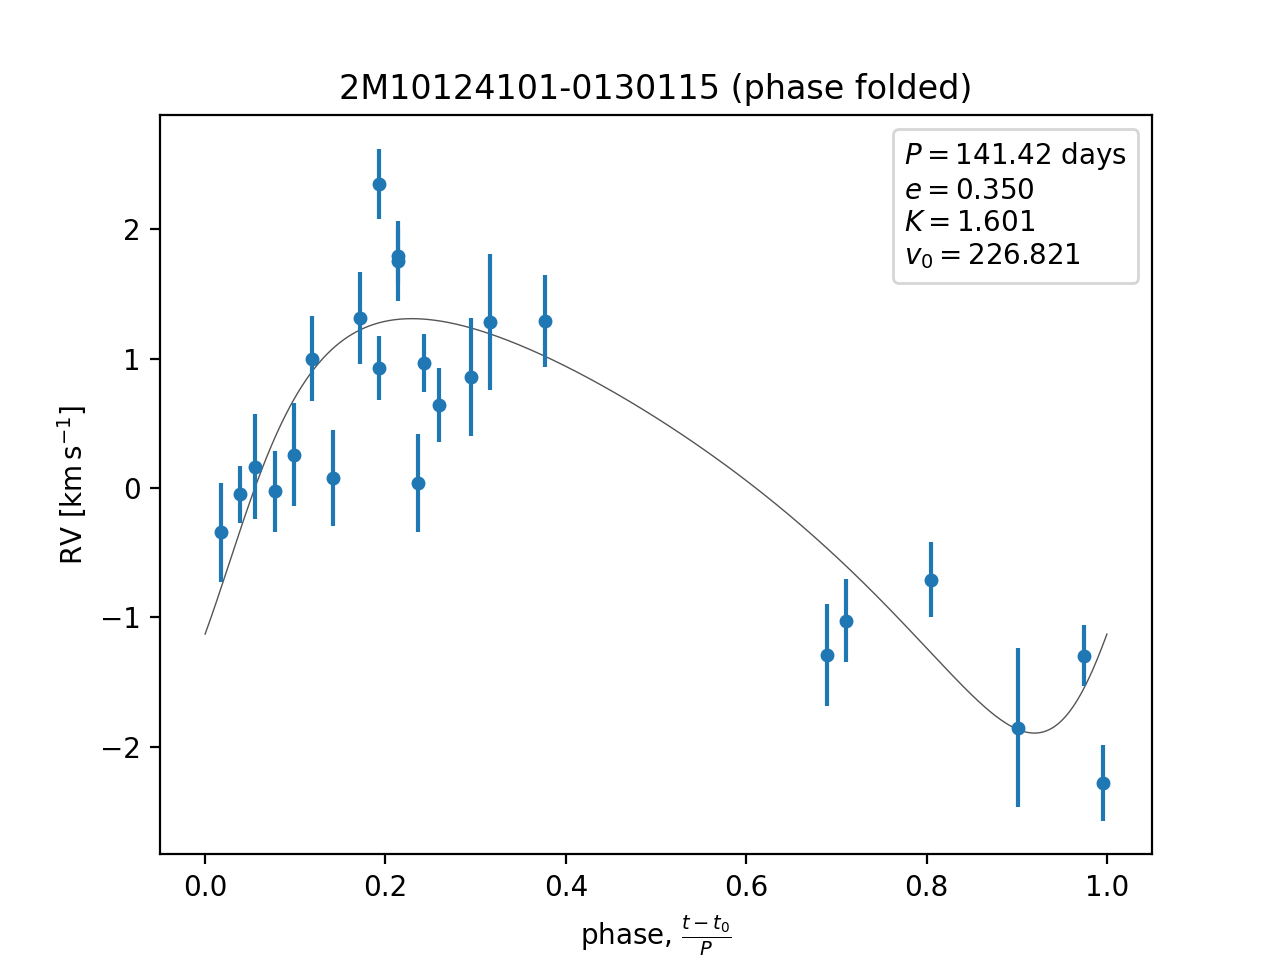 2M10124101-0130115 (phase folded)
P = 141.42 days
e = 0.350
K = 1.601
v₀ = 226.821
RV [km s⁻¹]
2
1
0
−1
−2
0.0 0.2 0.4 0.6 0.8 1.0
phase, (t − t₀)/P